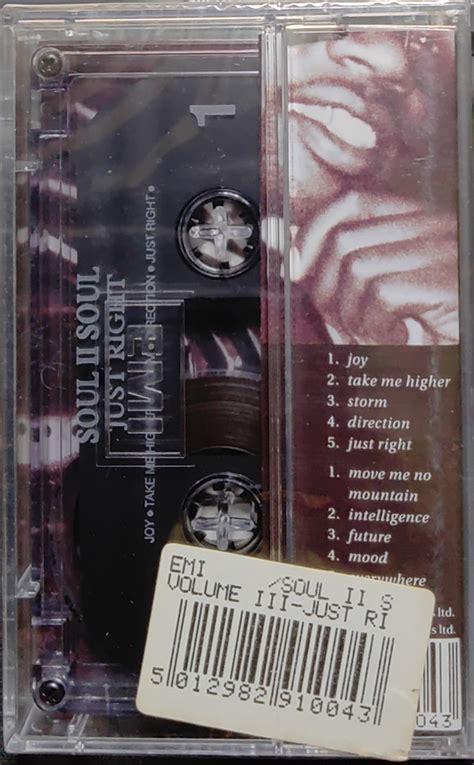 1
SOUL II SOUL
JUST RIGHT
EMI
JOY • TAKE ME HIGHER
DIRECTION • JUST RIGHT •
1. joy
2. take me higher
3. storm
4. direction
5. just right
1. move me no
mountain
2. intelligence
3. future
4. mood
everywhere
ltd.
s ltd.
EMI /SOUL II S
VOLUME III-JUST RI
5 012982 910043
043